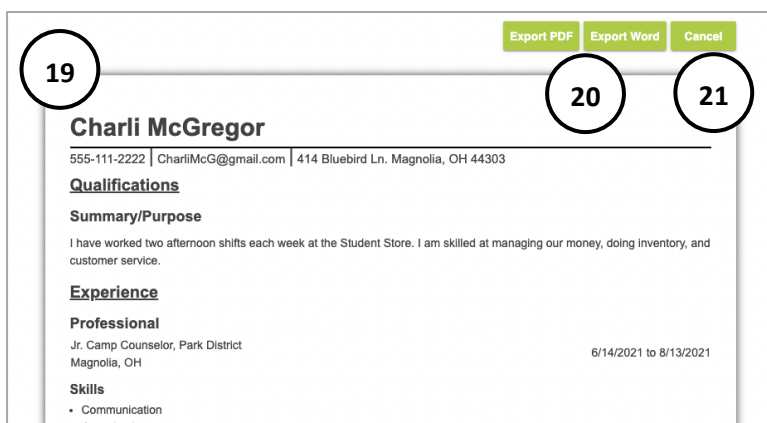 Export PDF Export Word Cancel
19
20
21
Charli McGregor
555-111-2222 CharliMcG@gmail.com 414 Bluebird Ln. Magnolia, OH 44303
Qualifications
Summary/Purpose
I have worked two afternoon shifts each week at the Student Store. I am skilled at managing our money, doing inventory, and
customer service.
Experience
Professional
Jr. Camp Counselor, Park District
6/14/2021 to 8/13/2021
Magnolia, OH
Skills
• Communication